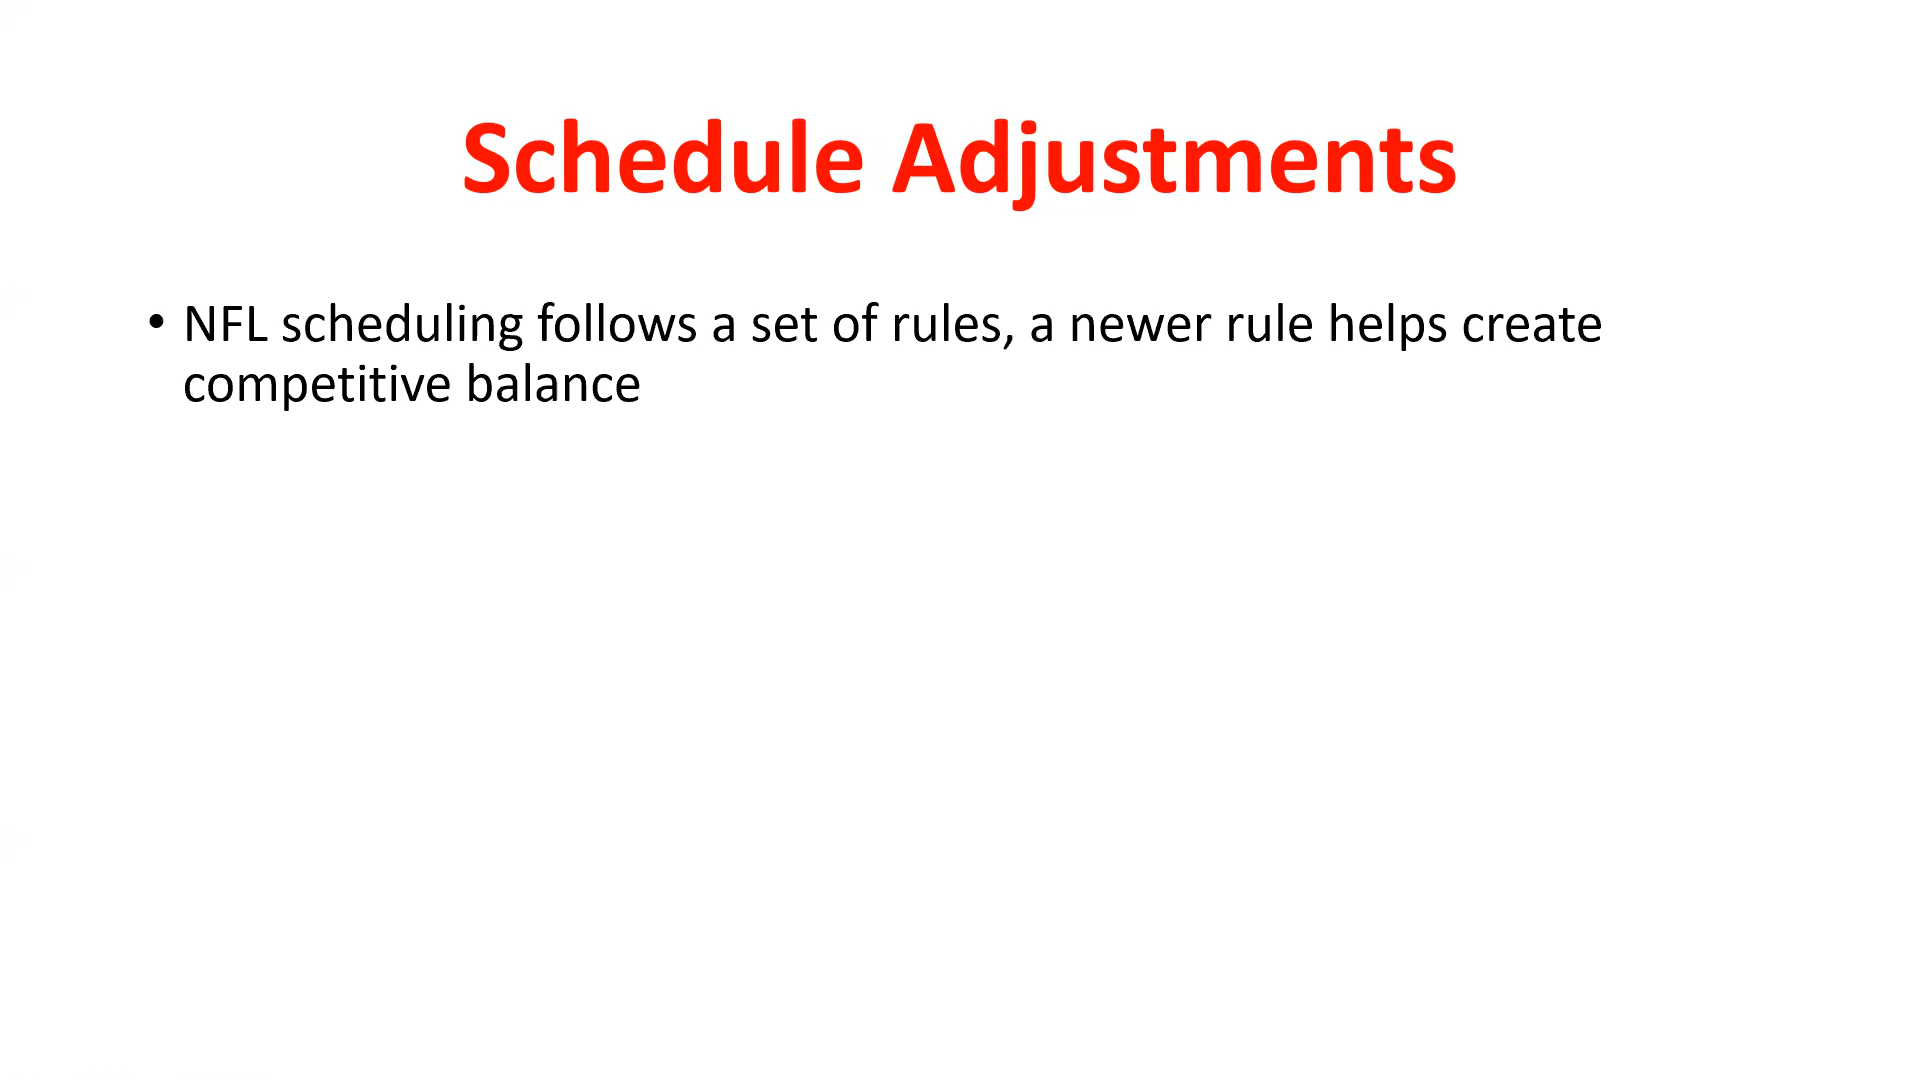 Schedule Adjustments
• NFL scheduling follows a set of rules, a newer rule helps create
competitive balance